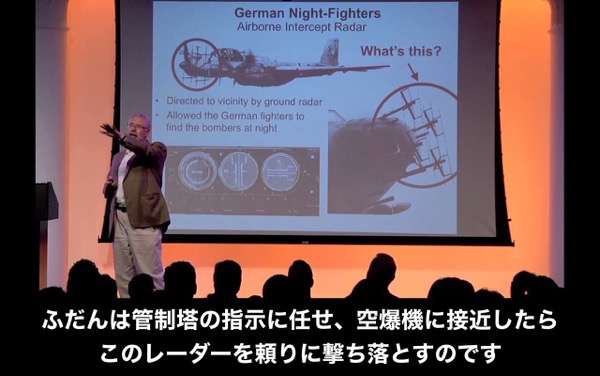 German Night-Fighters
Airborne Intercept Radar
What's this?
• Directed to vicinity by ground radar
• Allowed the German fighters to
find the bombers at night
ふだんは管制塔の指示に任せ、空爆機に接近したら
このレーダーを頼りに撃ち落とすのです